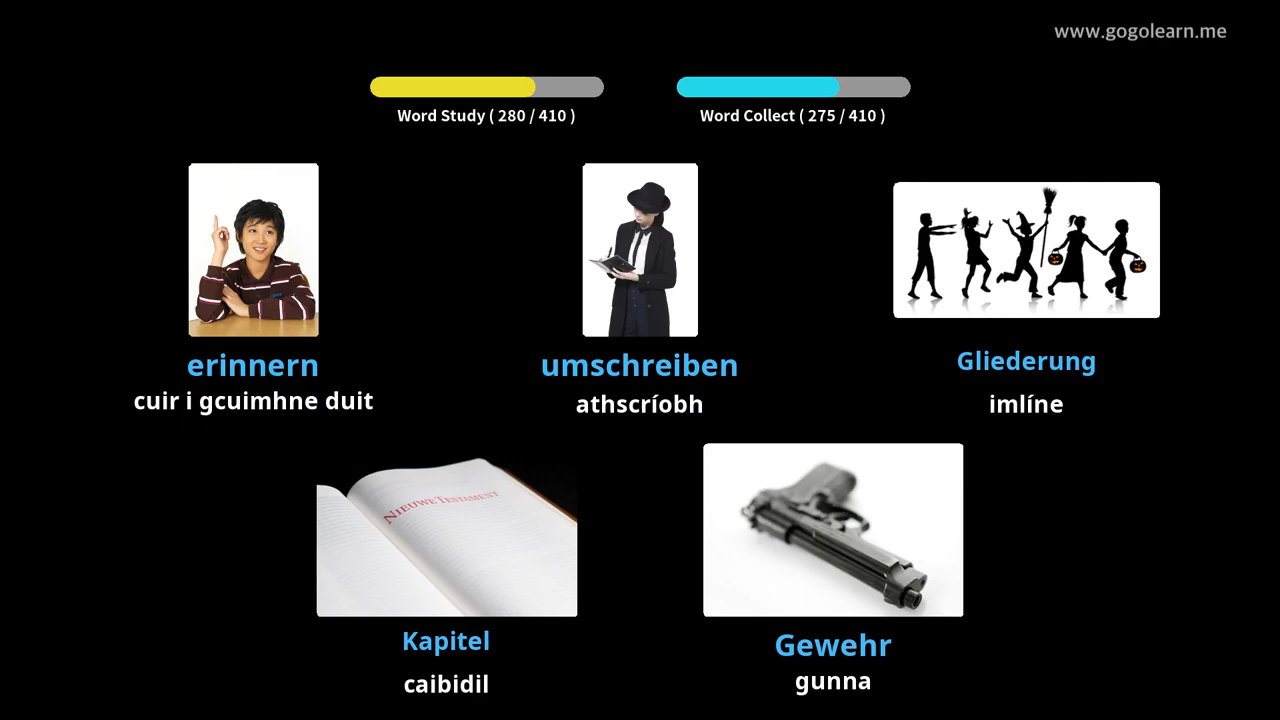 www.gogolearn.me
Word Study ( 280 / 410 )
Word Collect ( 275 / 410 )
erinnern
cuir i gcuimhne duit
umschreiben
athscríobh
Gliederung
imlíne
NIEUWE TESTAMENT
Kapitel
caibidil
Gewehr
gunna